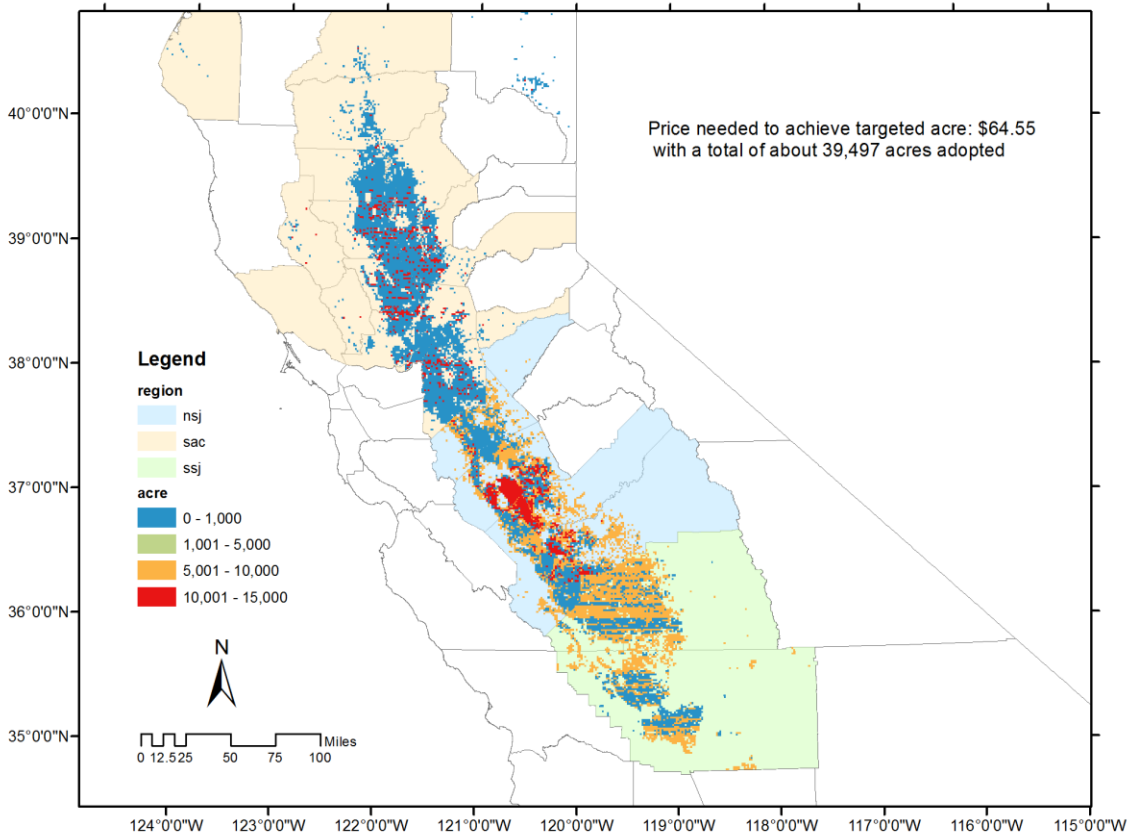 Price needed to achieve targeted acre: $64.55
with a total of about 39,497 acres adopted
40°0'0"N
39°0'0"N
38°0'0"N
37°0'0"N
36°0'0"N
35°0'0"N
Legend
region
nsj
sac
ssj
acre
0 - 1,000
1,001 - 5,000
5,001 - 10,000
10,001 - 15,000
N
Miles
0 12.525 50 75 100
124°0'0"W 123°0'0"W 122°0'0"W 121°0'0"W 120°0'0"W 119°0'0"W 118°0'0"W 117°0'0"W 116°0'0"W 115°0'0"W